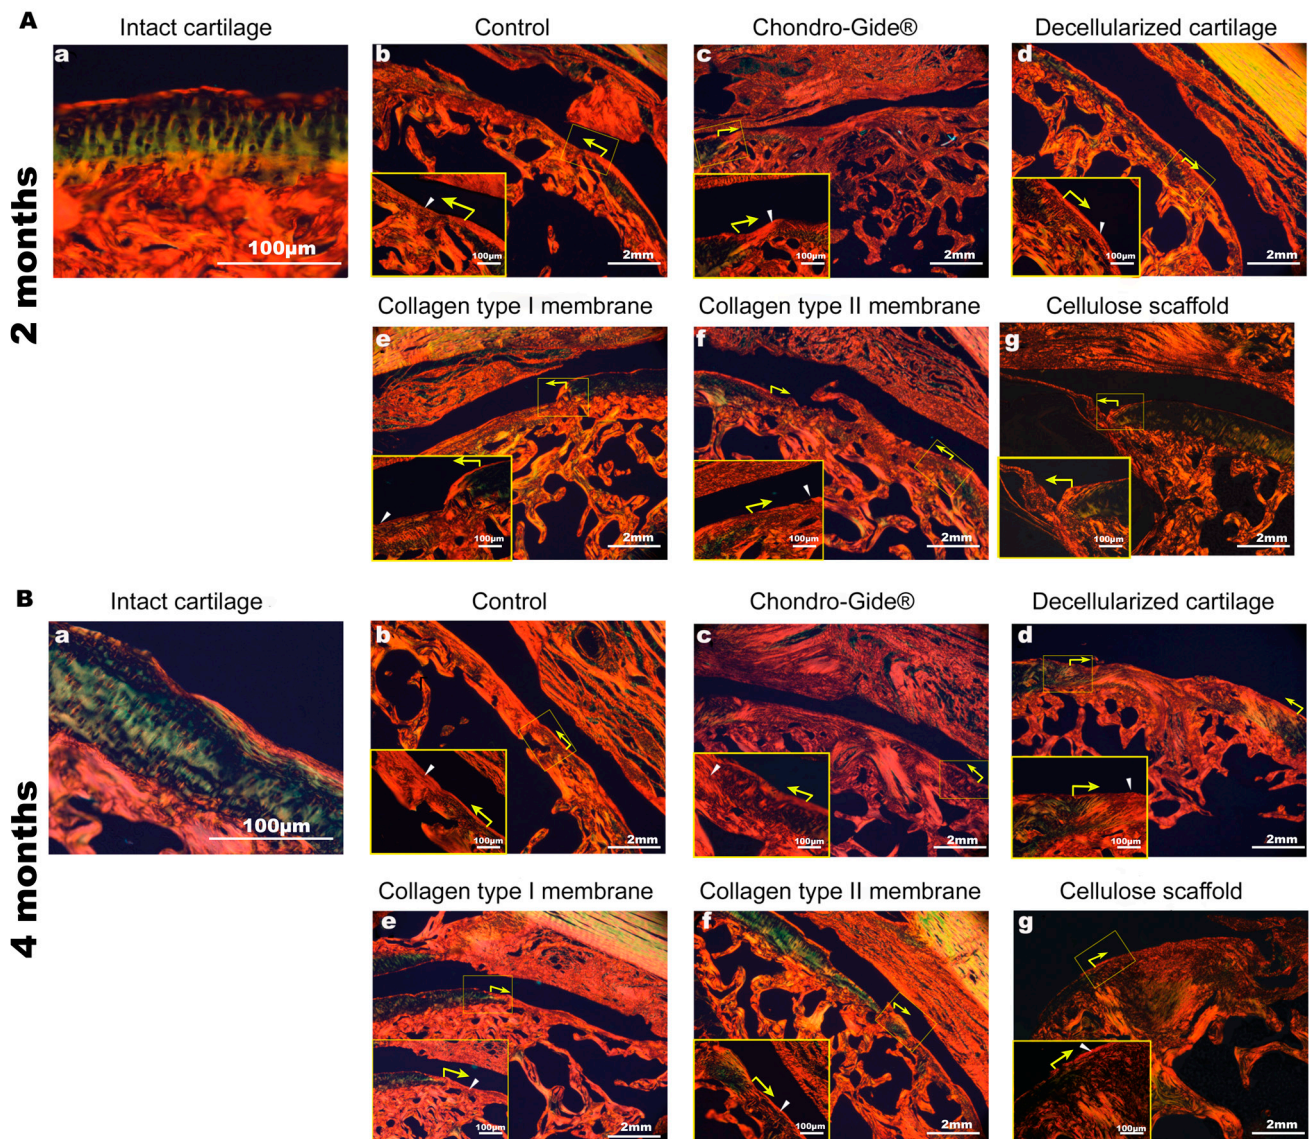 A
2 months
Intact cartilage
a
100µm
Control
b
100µm
2mm
Chondro-Gide®
c
100µm
2mm
Decellularized cartilage
d
100µm
2mm
Collagen type I membrane
e
100µm
2mm
Collagen type II membrane
f
100µm
2mm
Cellulose scaffold
g
100µm
2mm
B
4 months
Intact cartilage
a
100µm
Control
b
100µm
2mm
Chondro-Gide®
c
100µm
2mm
Decellularized cartilage
d
100µm
2mm
Collagen type I membrane
e
100µm
2mm
Collagen type II membrane
f
100µm
2mm
Cellulose scaffold
g
100µm
2mm